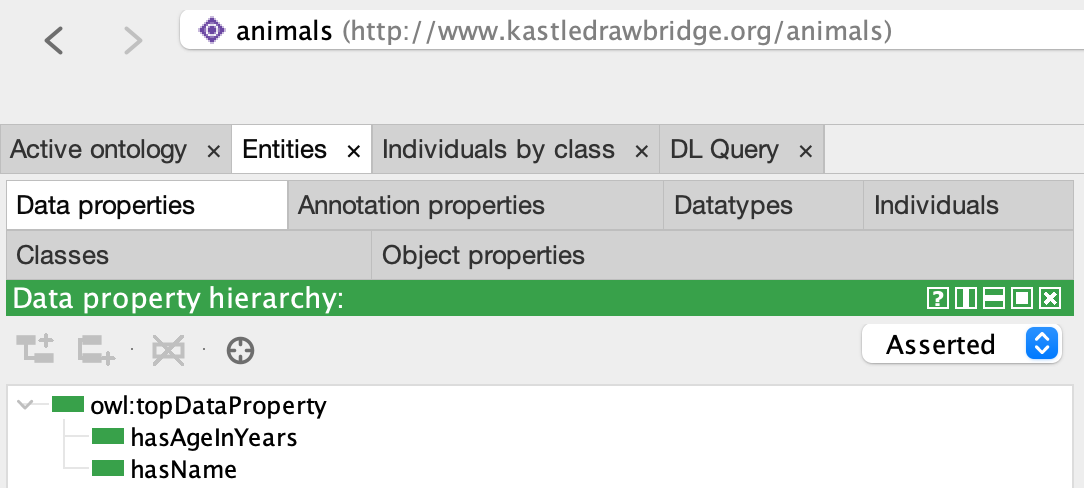 animals (http://www.kastledrawbridge.org/animals)
Active ontology × Entities × Individuals by class × DL Query ×
Data properties Annotation properties Datatypes Individuals
Classes Object properties
Data property hierarchy:
Asserted
owl:topDataProperty
hasAgeInYears
hasName